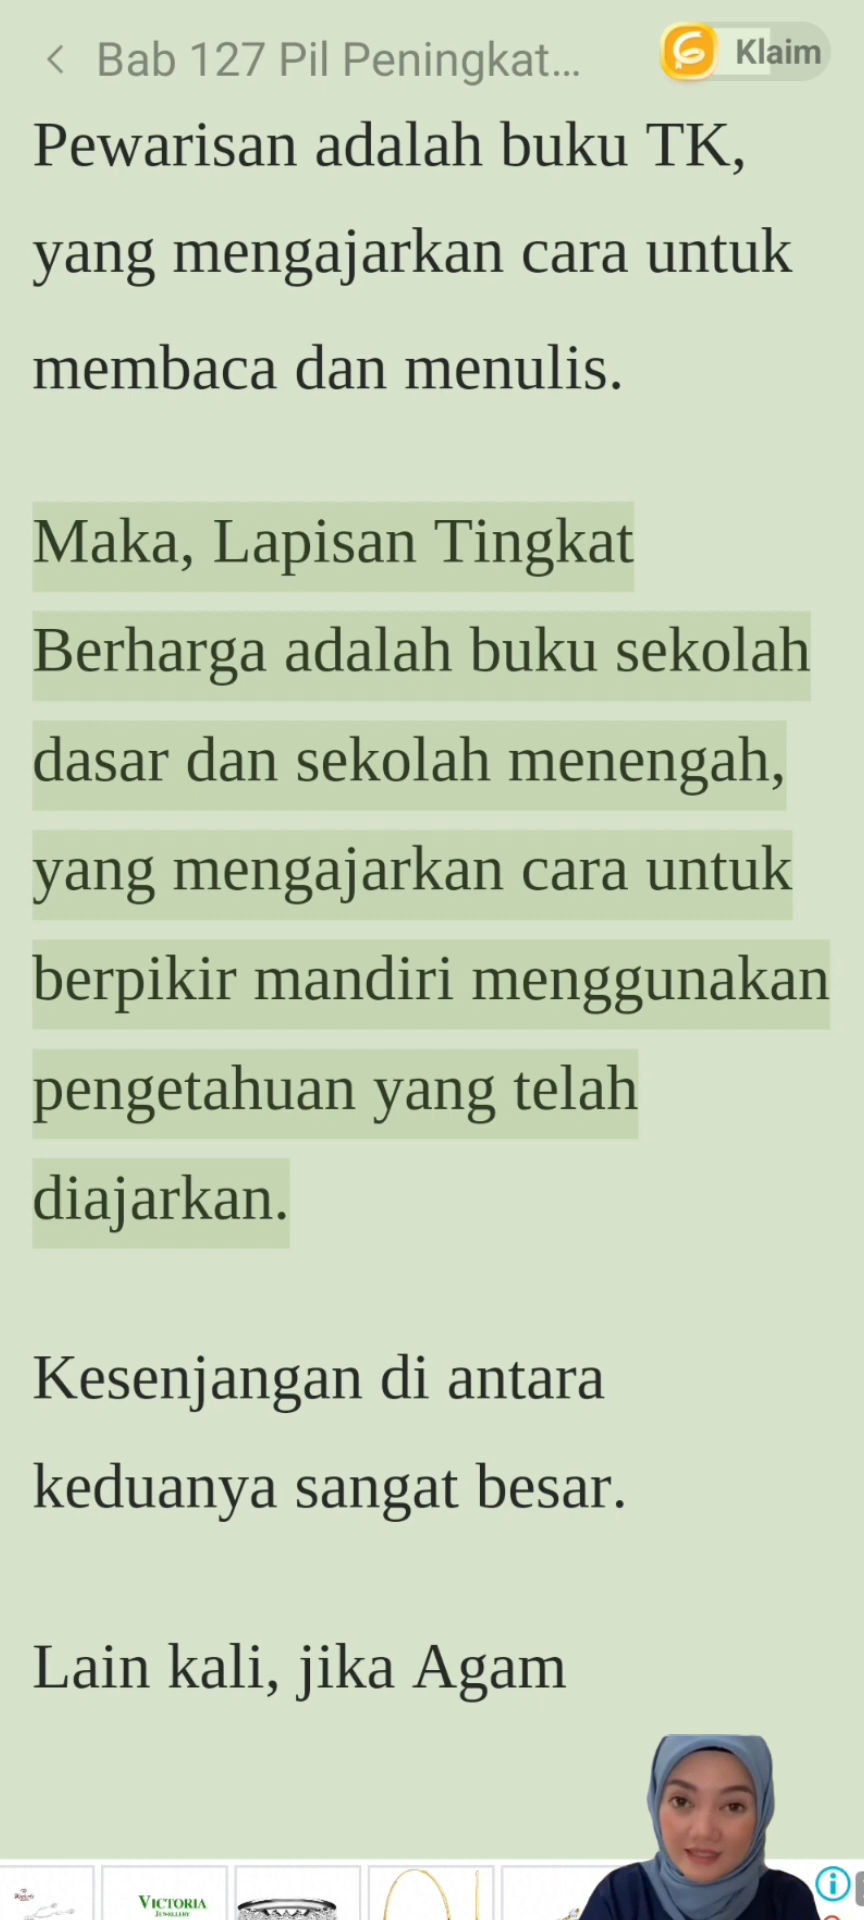 Bab 127 Pil Peningkat...
Klaim
Pewarisan adalah buku TK,
yang mengajarkan cara untuk
membaca dan menulis.
Maka, Lapisan Tingkat
Berharga adalah buku sekolah
dasar dan sekolah menengah,
yang mengajarkan cara untuk
berpikir mandiri menggunakan
pengetahuan yang telah
diajarkan.
Kesenjangan di antara
keduanya sangat besar.
Lain kali, jika Agam
VICTORIA
JEWELLERY